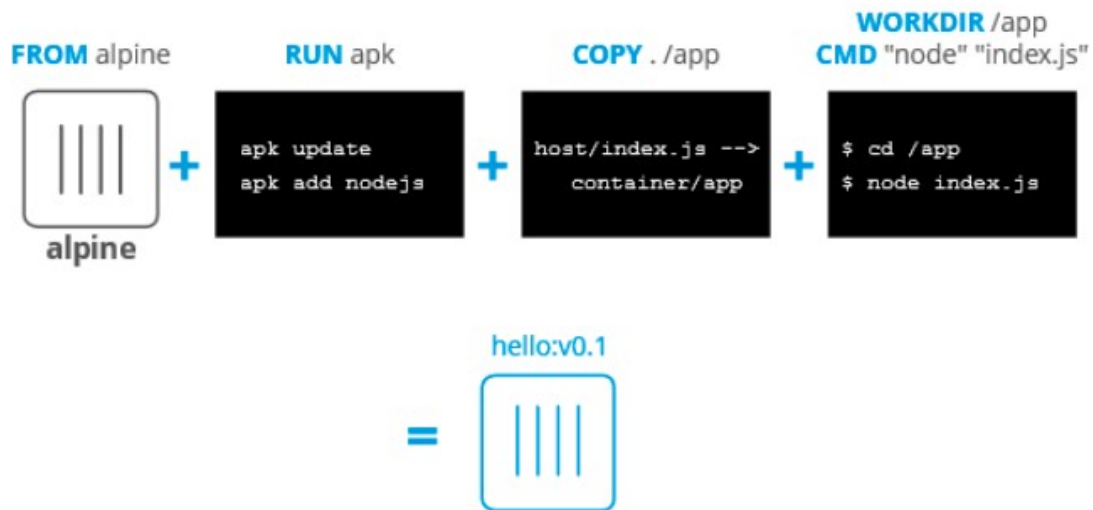 FROM alpine
RUN apk
COPY . /app
WORKDIR /app
CMD "node" "index.js"
alpine
apk update
apk add nodejs
host/index.js -->
container/app
$ cd /app
$ node index.js
+
+
+
hello:v0.1
=